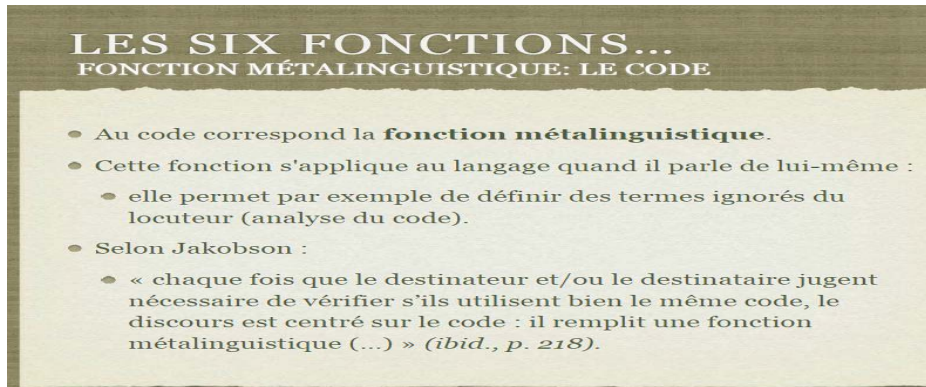 LES SIX FONCTIONS...
FONCTION MÉTALINGUISTIQUE: LE CODE
Au code correspond la fonction métalinguistique.
Cette fonction s'applique au langage quand il parle de lui-même :
elle permet par exemple de définir des termes ignorés du
locuteur (analyse du code).
Selon Jakobson :
« chaque fois que le destinateur et/ou le destinataire jugent
nécessaire de vérifier s’ils utilisent bien le même code, le
discours est centré sur le code : il remplit une fonction
métalinguistique (...) » (ibid., p. 218).